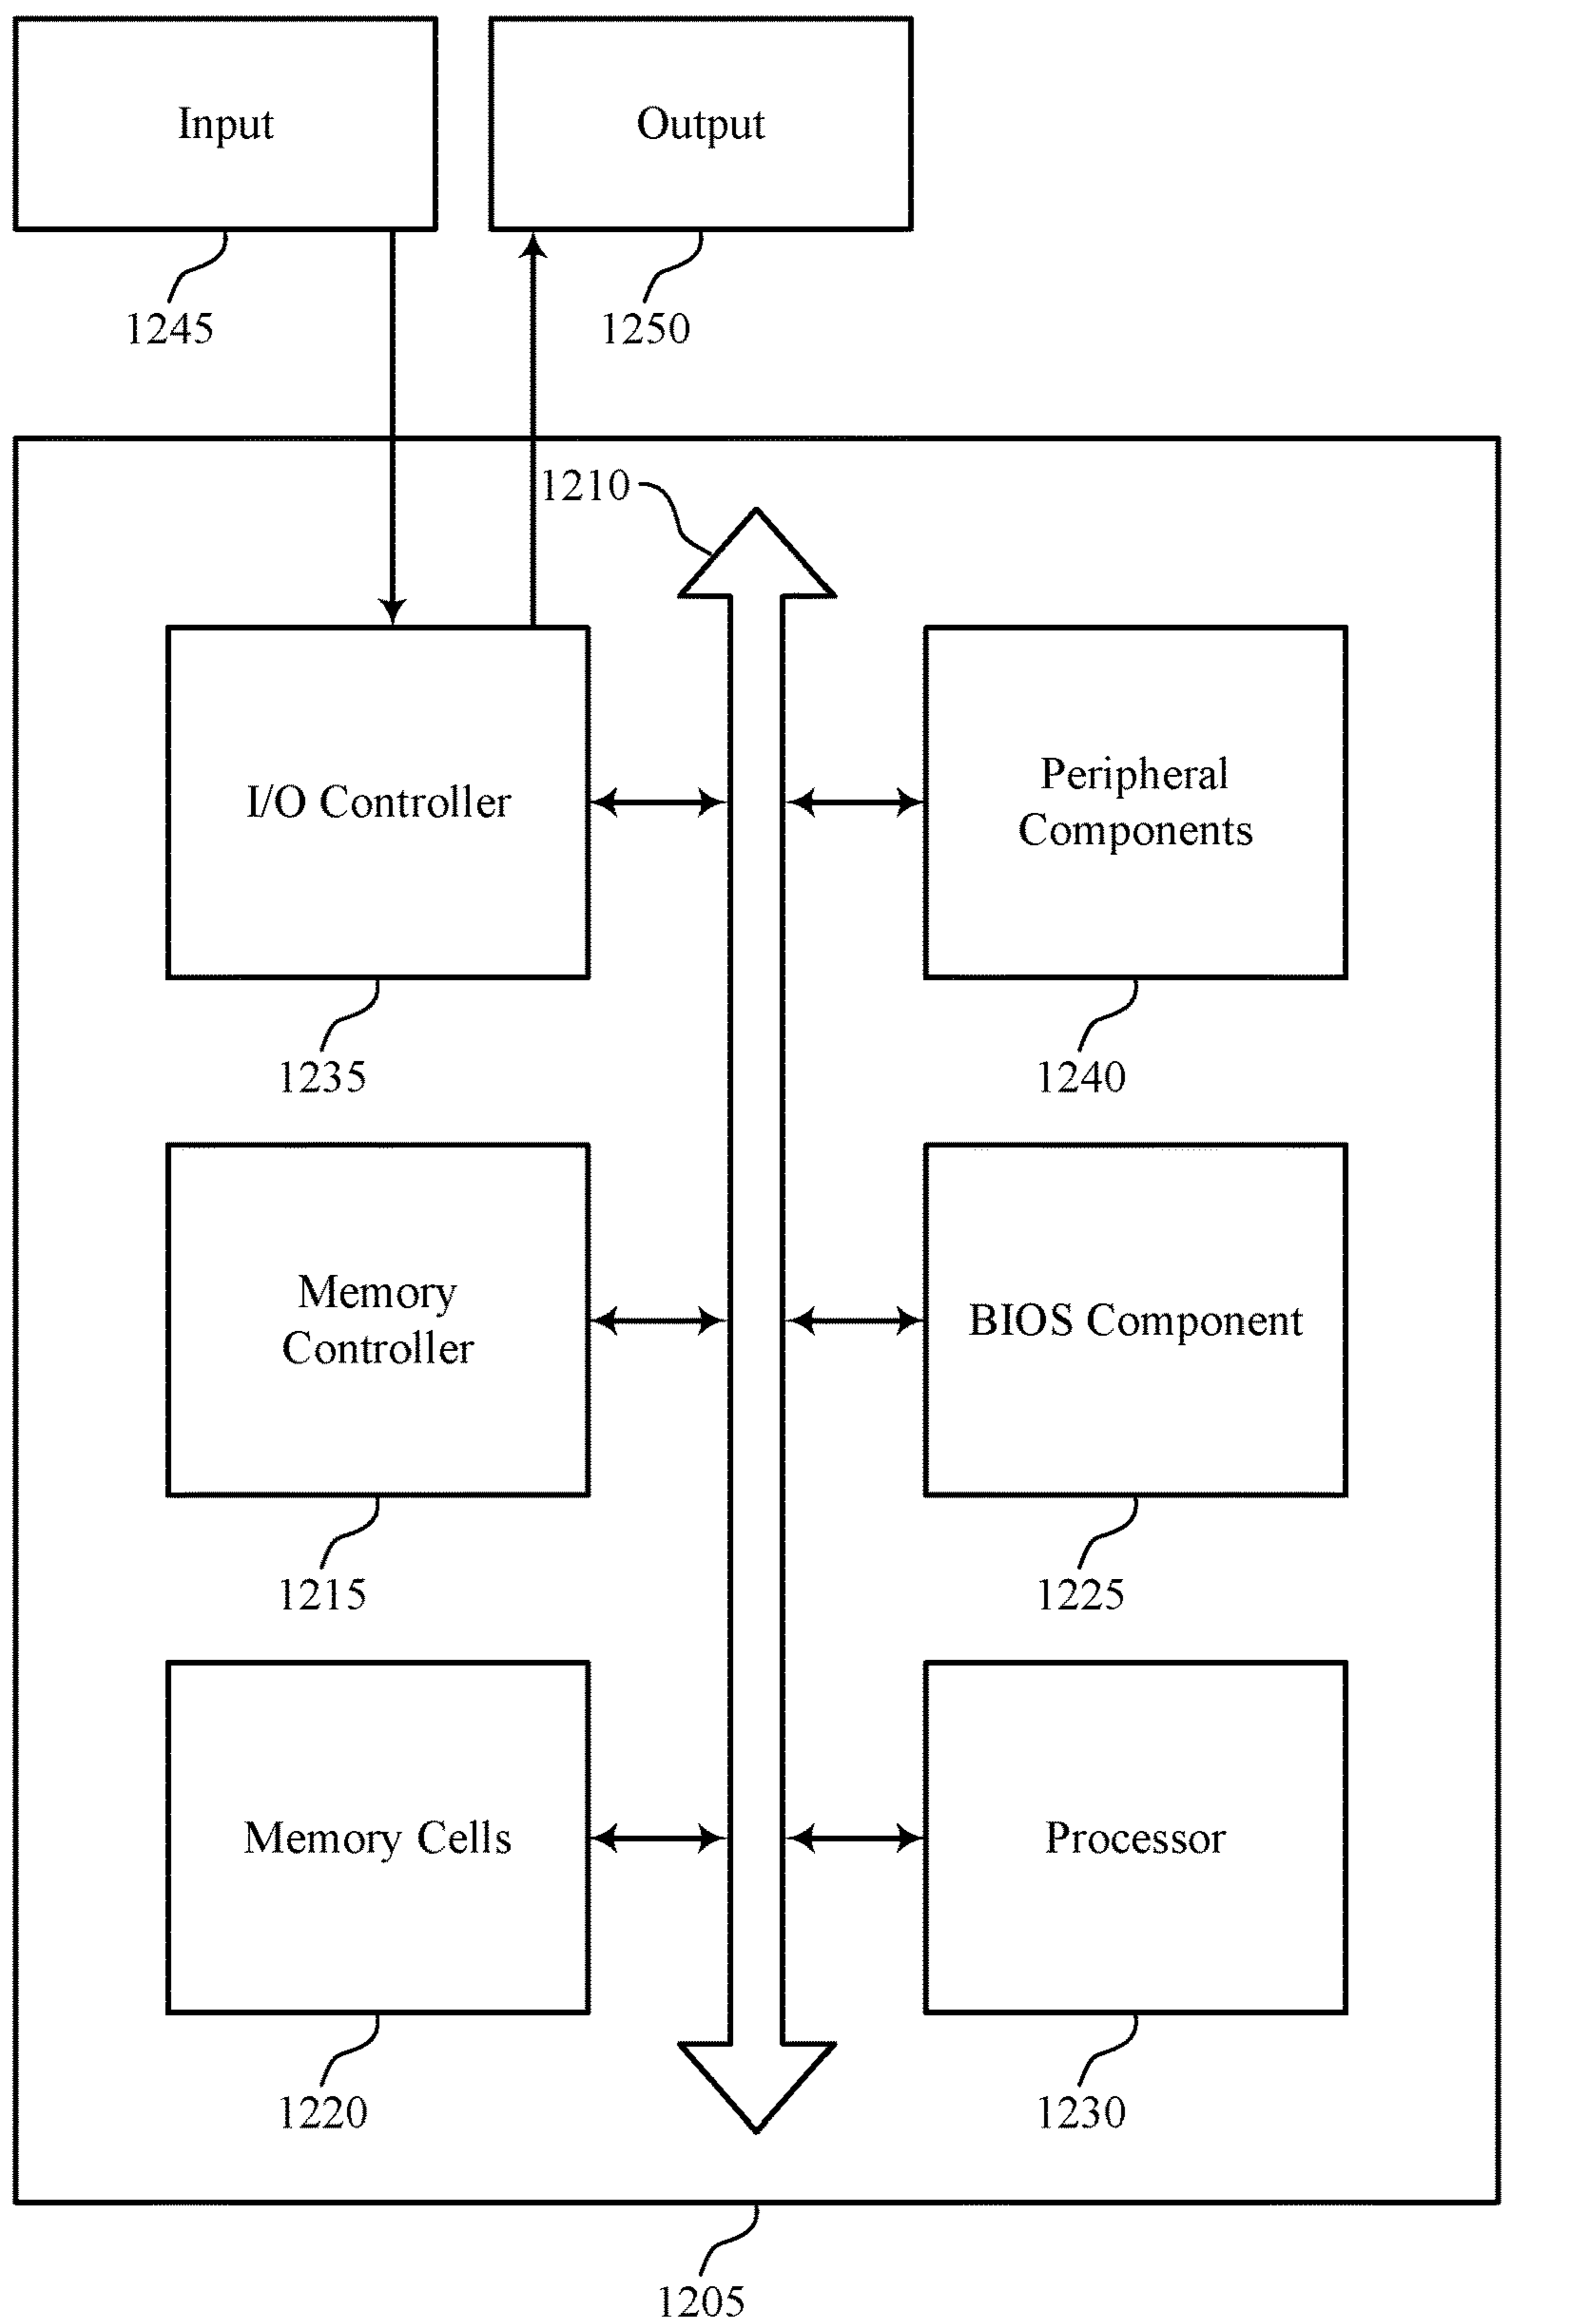 Input
Output
1245
1250
1210
I/O Controller
Peripheral
Components
1235
1240
Memory
Controller
BIOS Component
1215
1225
Memory Cells
Processor
1220
1230
1205